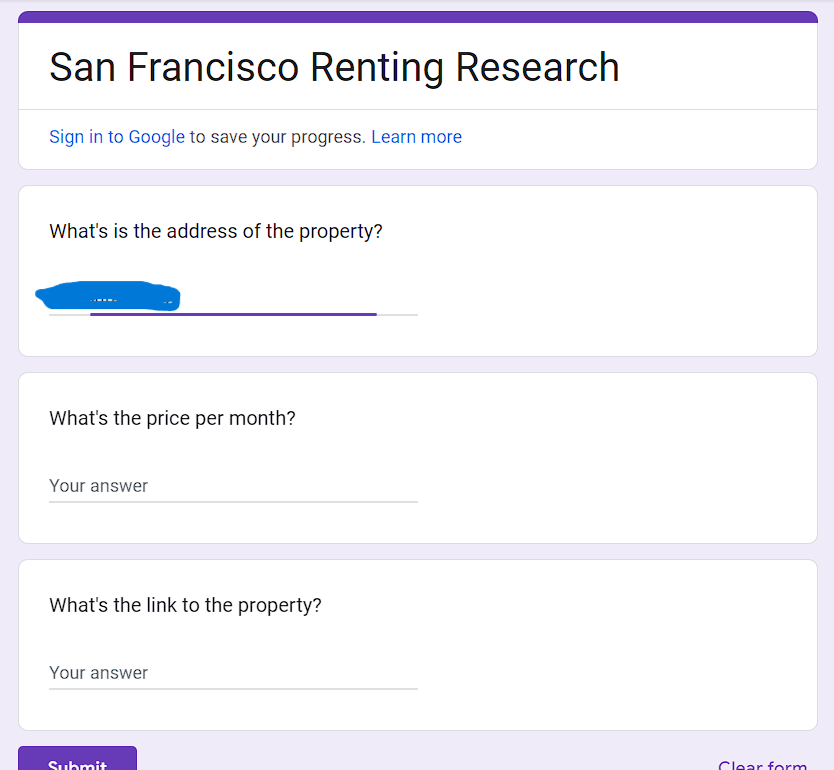 San Francisco Renting Research
Sign in to Google to save your progress. Learn more
What's is the address of the property?
What's the price per month?
Your answer
What's the link to the property?
Your answer
Submit
Clear form